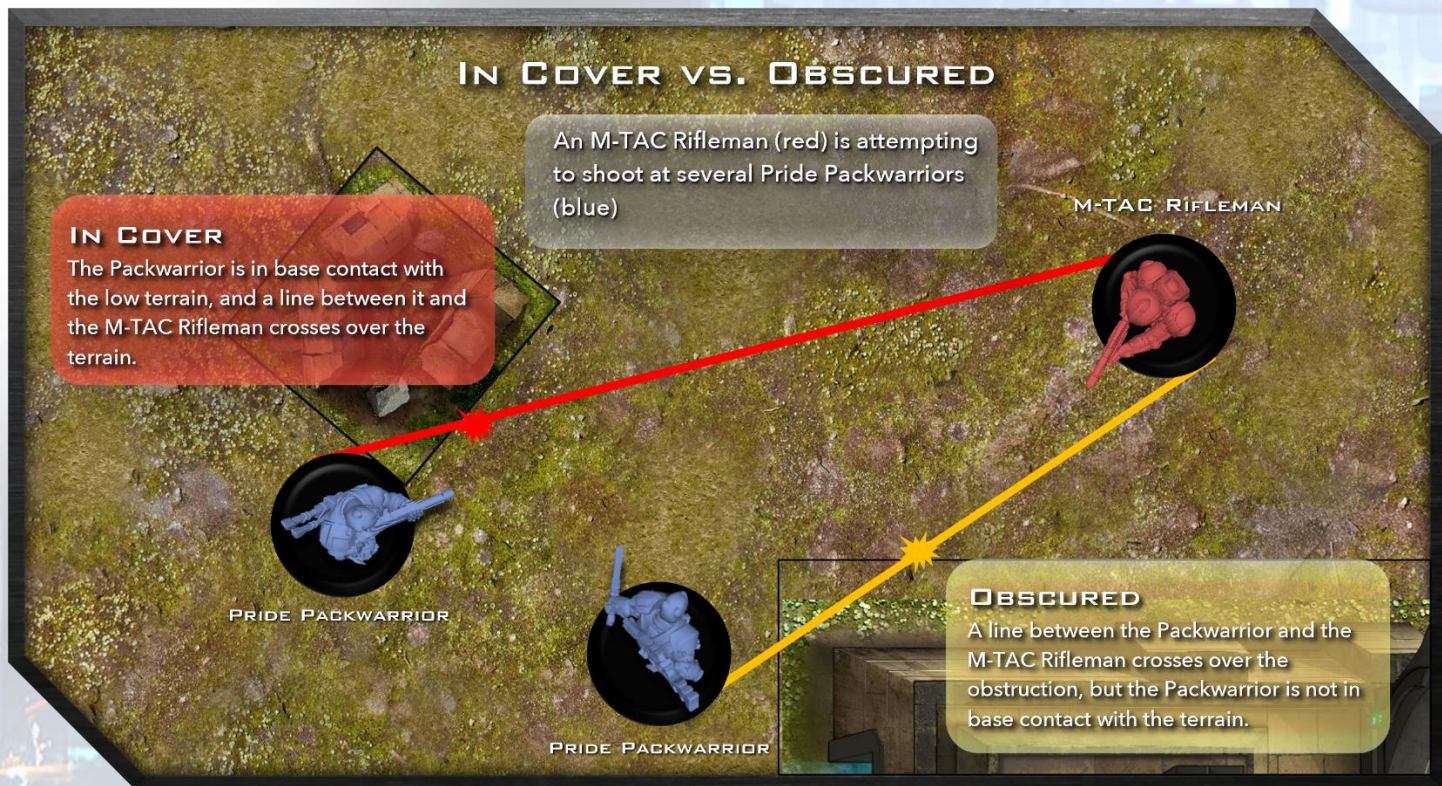 In Cover vs. Obscured
An M-TAC Rifleman (red) is attempting
to shoot at several Pride Packwarriors
(blue)
M-TAC Rifleman
In Cover
The Packwarrior is in base contact with
the low terrain, and a line between it and
the M-TAC Rifleman crosses over the
terrain.
Pride Packwarrior
Obscured
A line between the Packwarrior and the
M-TAC Rifleman crosses over the
obstruction, but the Packwarrior is not in
base contact with the terrain.
Pride Packwarrior